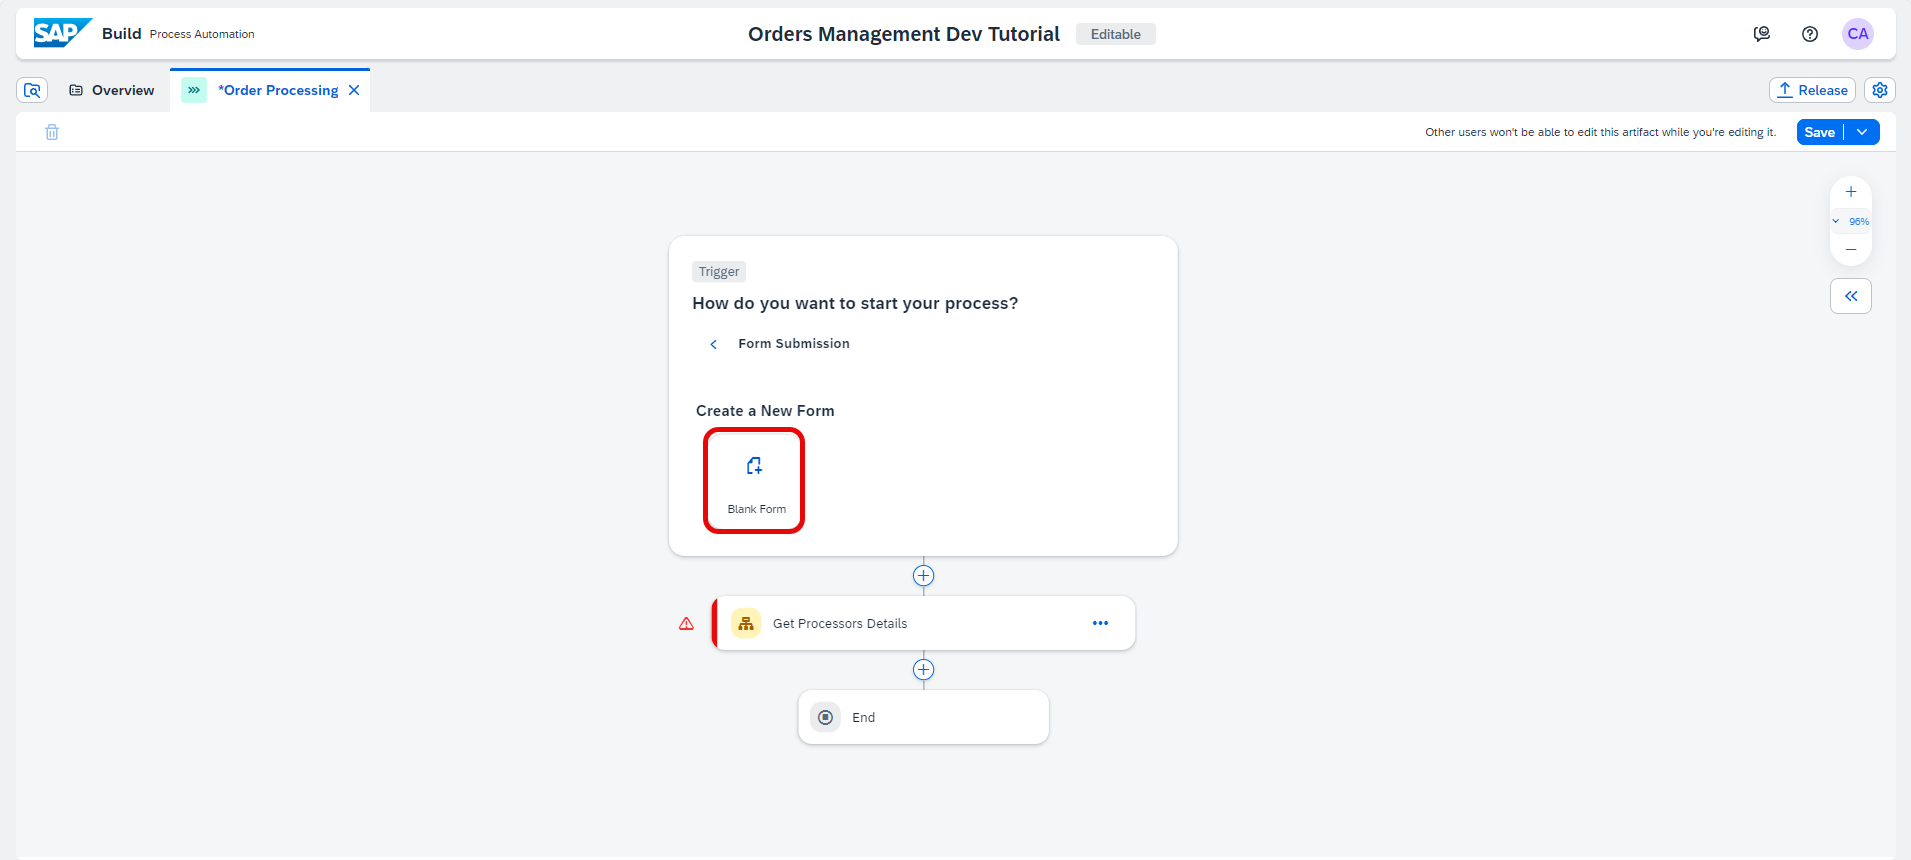 SAP Build Process Automation
Orders Management Dev Tutorial Editable
CA
Overview
*Order Processing
Release
Other users won't be able to edit this artifact while you're editing it.
Save
96%
Trigger
How do you want to start your process?
Form Submission
Create a New Form
Blank Form
Get Processors Details
End